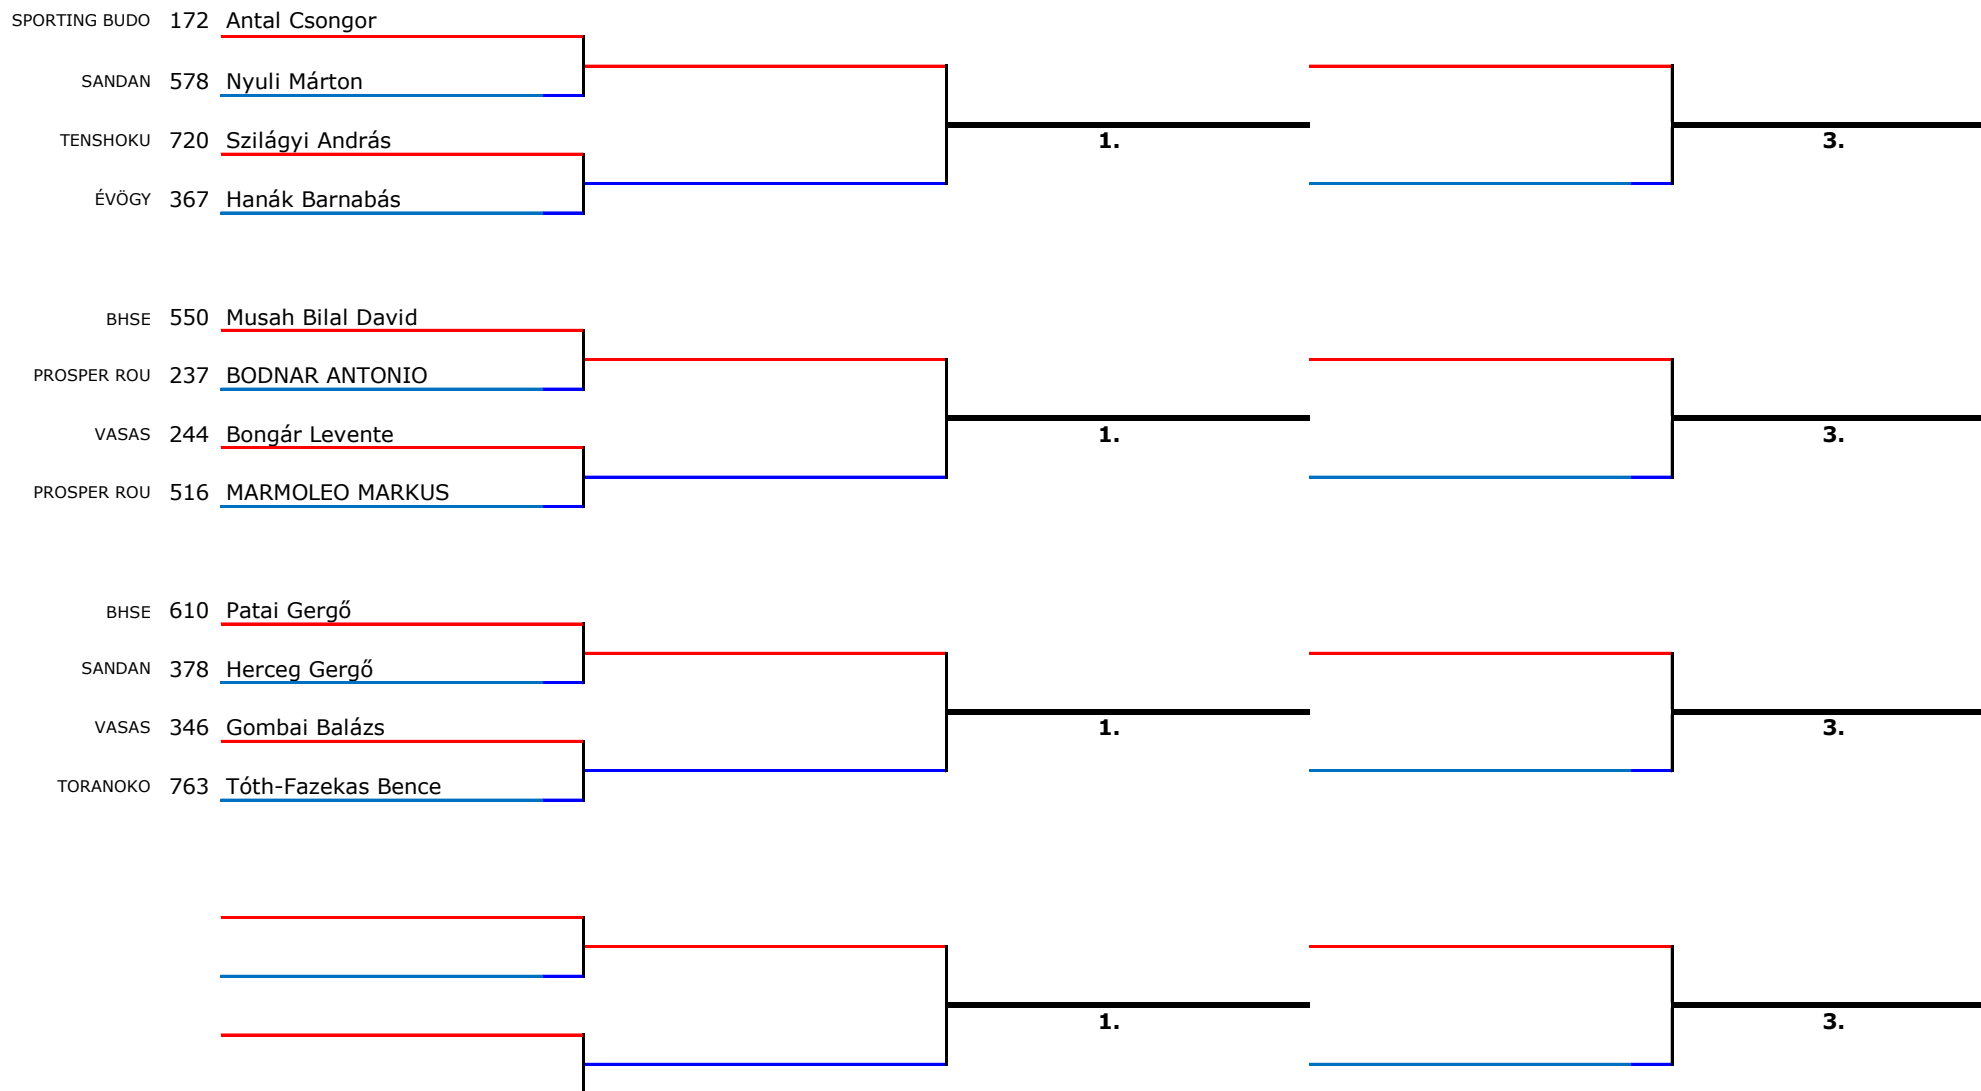 SPORTING BUDO 172 Antal Csongor
SANDAN 578 Nyuli Márton
1.
3.
TENSHOKU 720 Szilágyi András
ÉVÖGY 367 Hanák Barnabás
BHSE 550 Musah Bilal David
PROSPER ROU 237 BODNAR ANTONIO
VASAS 244 Bongár Levente
1.
3.
PROSPER ROU 516 MARMOLEO MARKUS
BHSE 610 Patai Gergő
SANDAN 378 Herceg Gergő
VASAS 346 Gombai Balázs
1.
3.
TORANOKO 763 Tóth-Fazekas Bence
1.
3.